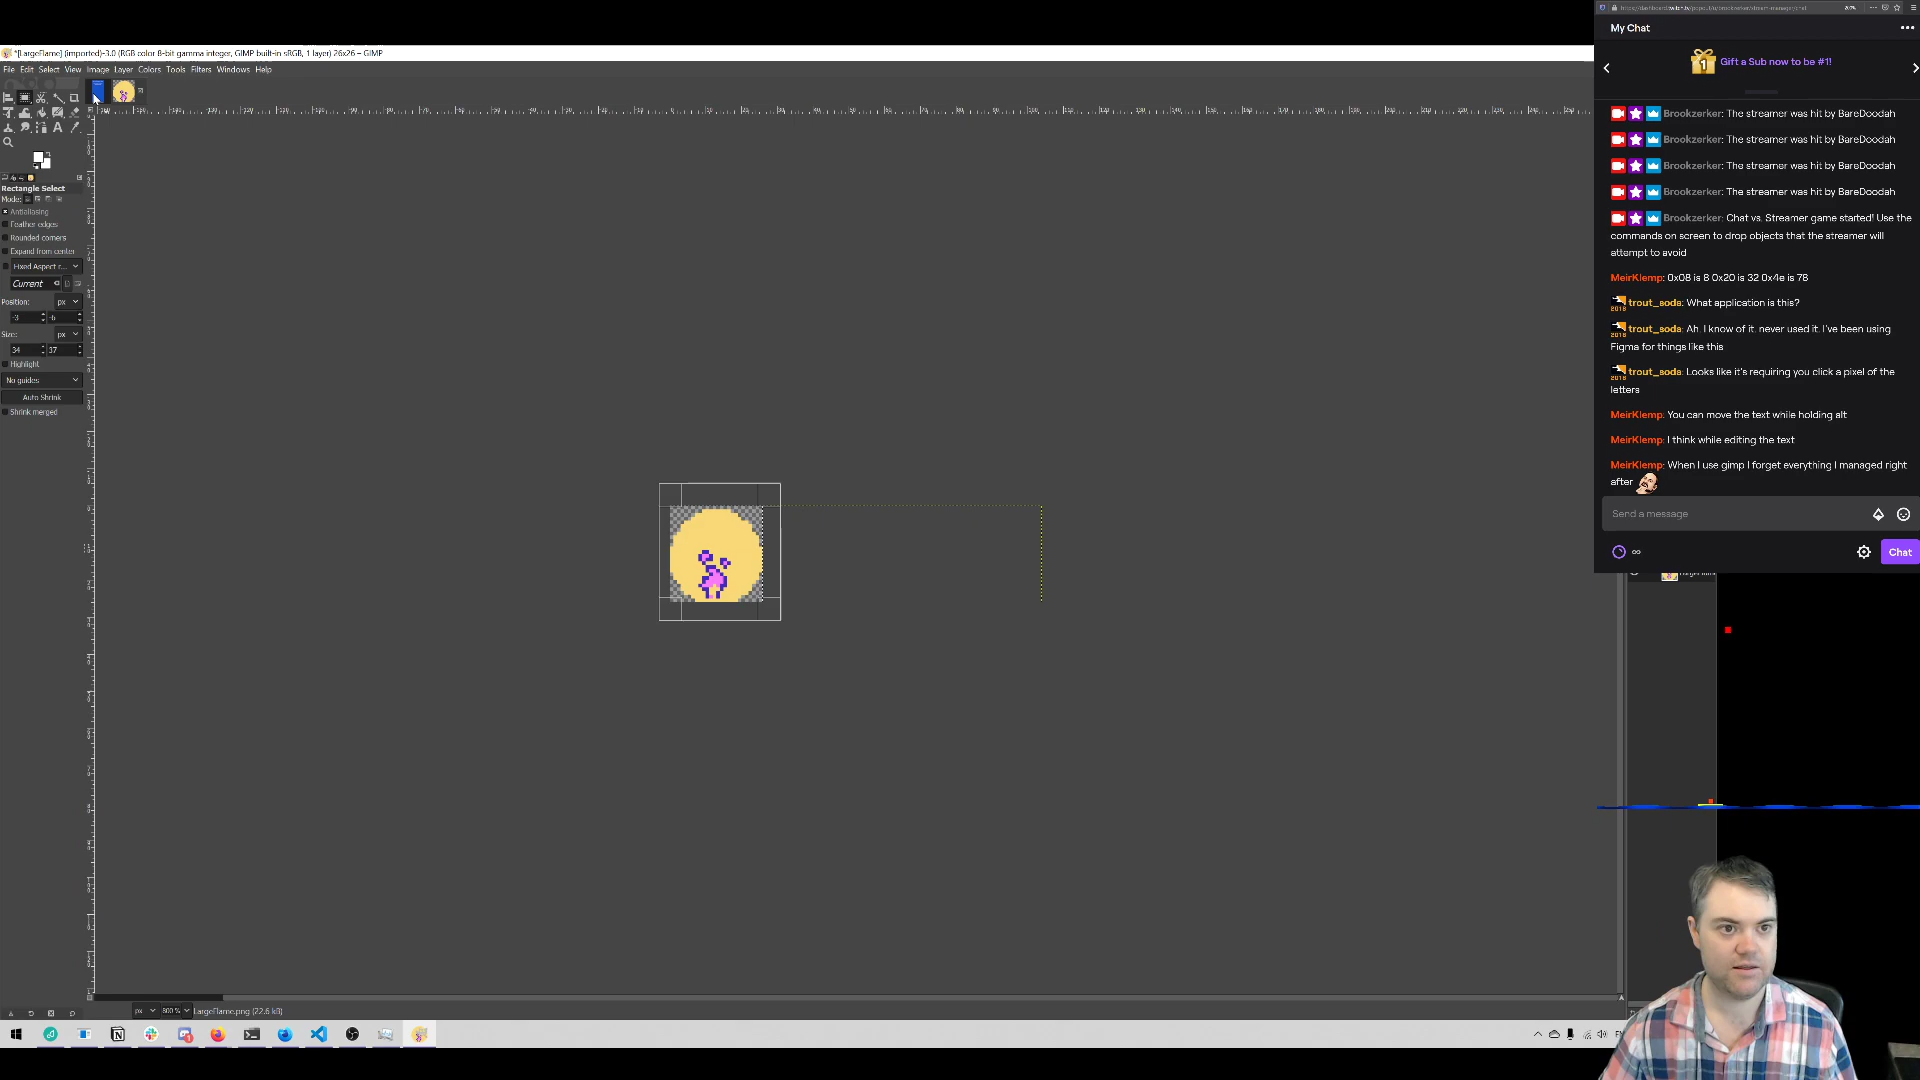 *[LargeFlame] (imported)-3.0 (RGB color 8-bit gamma integer, GIMP built-in sRGB, 1 layer) 26x26 – GIMP
File Edit Select View Image Layer Colors Tools Filters Windows Help
Rectangle Select
Mode:
Antialiasing
Feather edges
Rounded corners
Expand from center
Fixed Aspect r...
Current
Position: px
-3 -6
Size: px
34 37
Highlight
No guides
Auto Shrink
Shrink merged
px 800 % LargeFlame.png (22.6 kB)
My Chat
1 Gift a Sub now to be #1!
Brookzerker: The streamer was hit by BareDoodah
Brookzerker: The streamer was hit by BareDoodah
Brookzerker: The streamer was hit by BareDoodah
Brookzerker: The streamer was hit by BareDoodah
Brookzerker: Chat vs. Streamer game started! Use the
commands on screen to drop objects that the streamer will
attempt to avoid
MeirKlemp: 0x08 is 8 0x20 is 32 0x4e is 78
2018 trout_soda: What application is this?
2018 trout_soda: Ah. I know of it. never used it. I've been using
Figma for things like this
2018 trout_soda: Looks like it's requiring you click a pixel of the
letters
MeirKlemp: You can move the text while holding alt
MeirKlemp: I think while editing the text
MeirKlemp: When I use gimp I forget everything I managed right
after
Send a message
∞
Chat